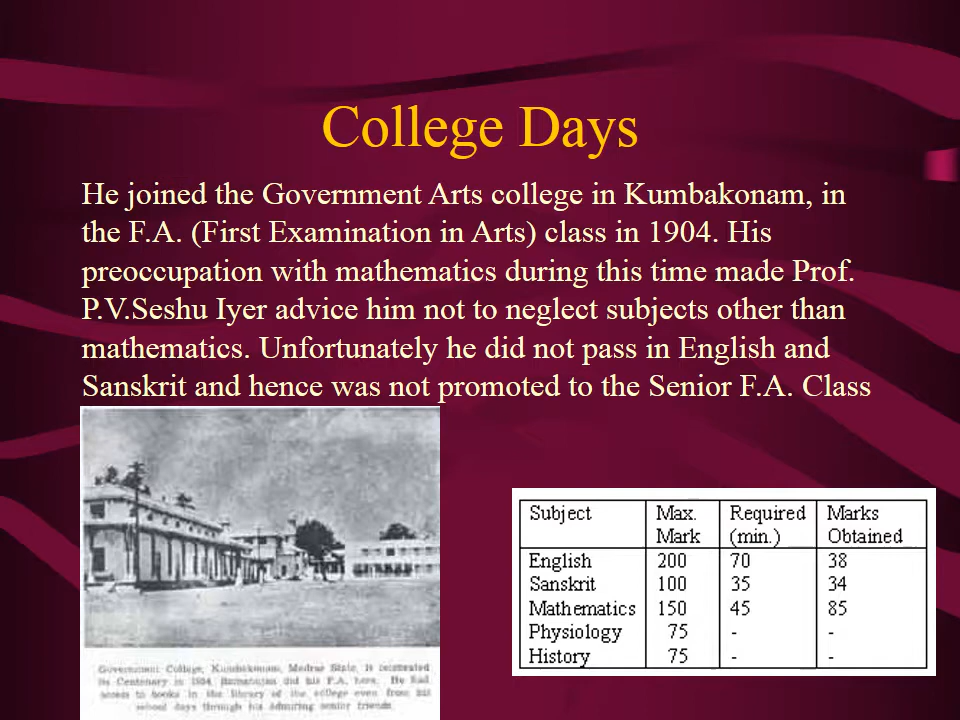 College Days
He joined the Government Arts college in Kumbakonam, in
the F.A. (First Examination in Arts) class in 1904. His
preoccupation with mathematics during this time made Prof.
P.V.Seshu Iyer advice him not to neglect subjects other than
mathematics. Unfortunately he did not pass in English and
Sanskrit and hence was not promoted to the Senior F.A. Class
Government College, Kumbakonam, Madras State. It celebrated
its Centenary in 1954. Ramanujan did his F.A. here. He had
access to books in the library of the college even from his
school days through his admiring senior friends.
Subject Max. Mark Required (min.) Marks Obtained
English 200 70 38
Sanskrit 100 35 34
Mathematics 150 45 85
Physiology 75 - -
History 75 - -